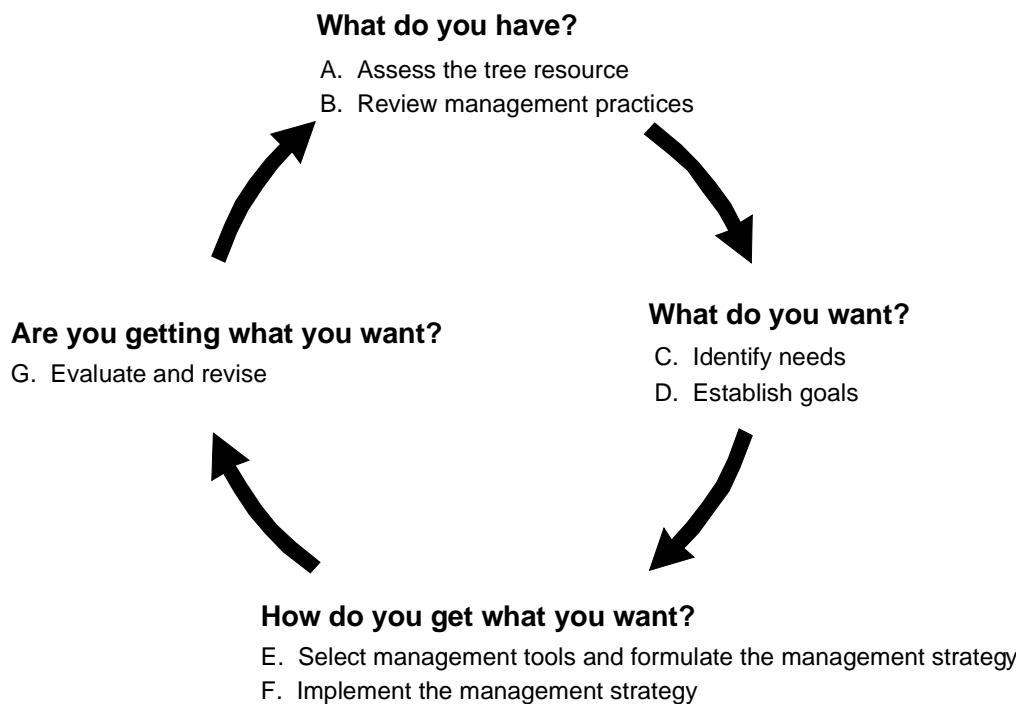 What do you have?
A. Assess the tree resource
B. Review management practices
What do you want?
C. Identify needs
D. Establish goals
How do you get what you want?
E. Select management tools and formulate the management strategy
F. Implement the management strategy
Are you getting what you want?
G. Evaluate and revise